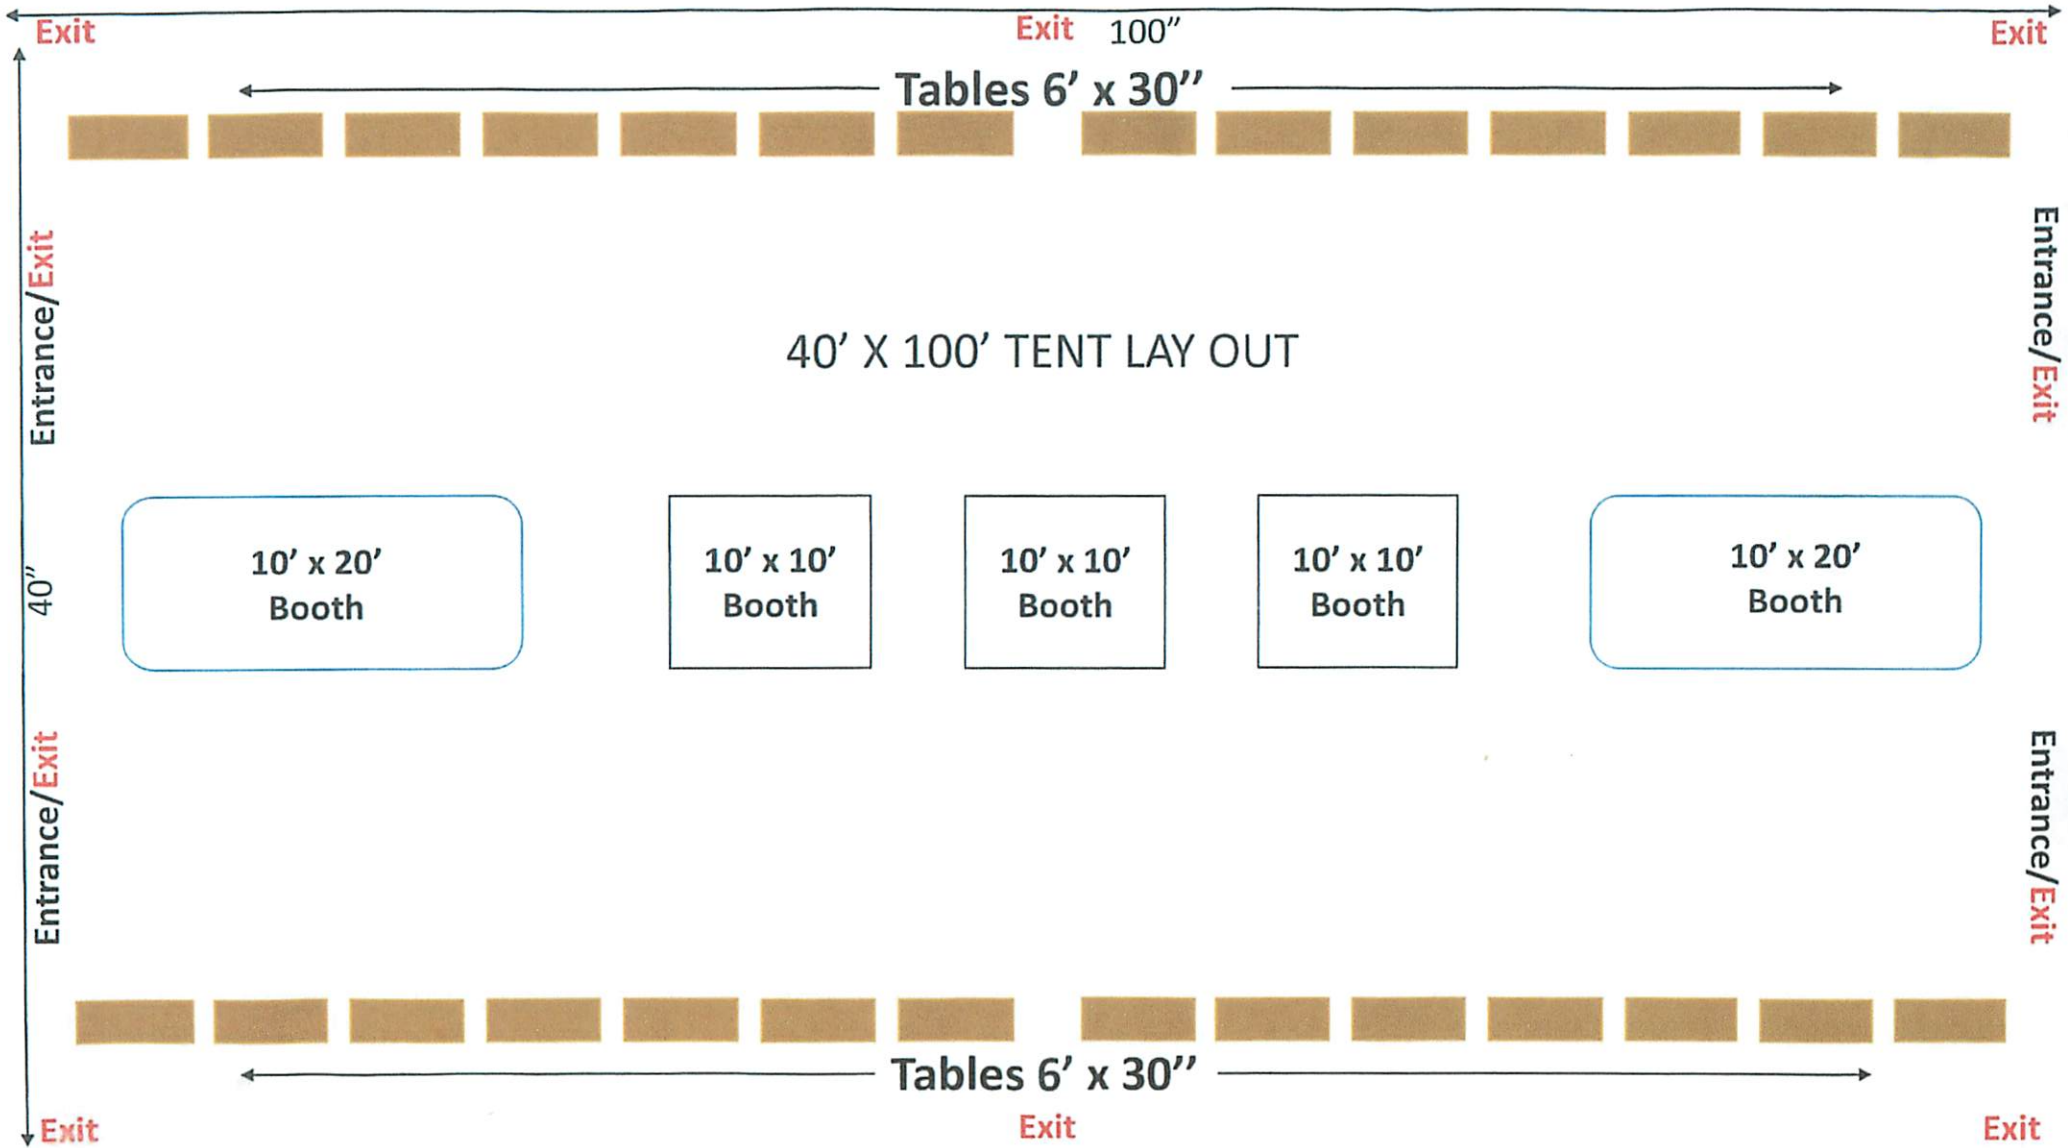 Exit
Exit 100”
Exit
Tables 6’ x 30”
Entrance/Exit
Entrance/Exit
40’ X 100’ TENT LAY OUT
10’ x 20’
Booth
10’ x 10’
Booth
10’ x 10’
Booth
10’ x 10’
Booth
10’ x 20’
Booth
40”
Entrance/Exit
Entrance/Exit
Tables 6’ x 30”
Exit
Exit
Exit